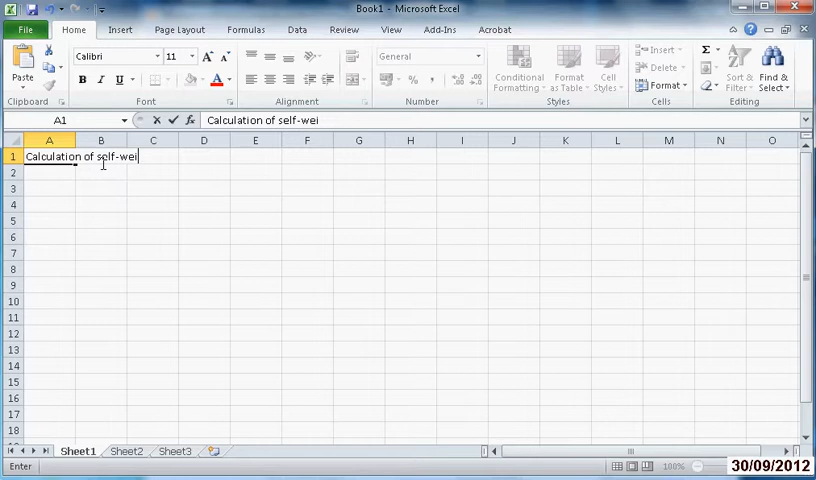 Book1 - Microsoft Excel
File Home Insert Page Layout Formulas Data Review View Add-Ins Acrobat
Calibri 11 General Insert
Delete
Paste B I U % , Conditional Formatting Format as Table Cell Styles Format Σ Sort & Filter Find & Select
Clipboard Font Alignment Number Styles Cells Editing
A1 fx Calculation of self-wei
A B C D E F G H I J K L M N O
1 Calculation of self-wei
2
3
4
5
6
7
8
9
10
11
12
13
14
15
16
17
18
Sheet1 Sheet2 Sheet3
Enter 100%
30/09/2012